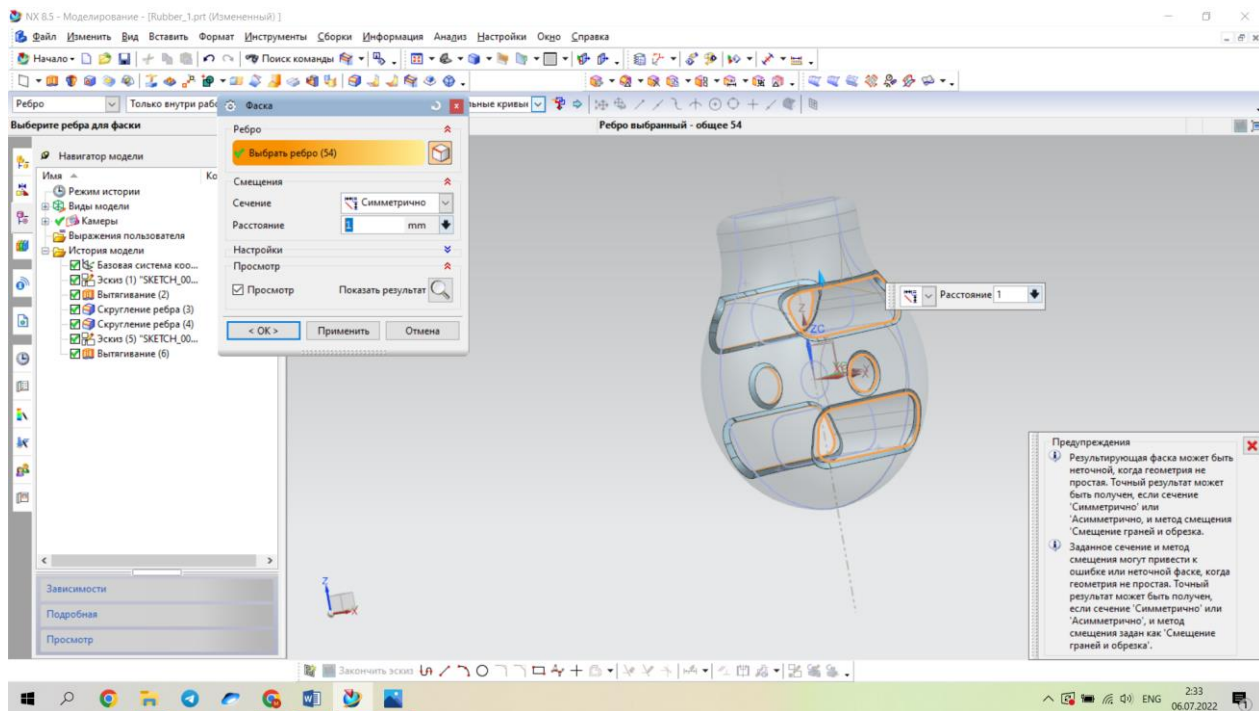 NX 8.5 - Моделирование - [Rubber_1.prt (Измененный) ]
Файл Изменить Вид Вставить Формат Инструменты Сборки Информация Анализ Настройки Окно Справка
Начало Поиск команды
Ребро Только внутри рабо
льные кривы
Выберите ребра для фаски
Ребро выбранный - общее 54
Фаска
Ребро
Выбрать ребро (54)
Смещения
Сечение Симметрично
Расстояние 1 mm
Настройки
Просмотр
Просмотр Показать результат
< OK > Применить Отмена
Навигатор модели
Имя Ко
Режим истории
Виды модели
Камеры
Выражения пользователя
История модели
Базовая система коо...
Эскиз (1) "SKETCH_00...
Вытягивание (2)
Скругление ребра (3)
Скругление ребра (4)
Эскиз (5) "SKETCH_00...
Вытягивание (6)
Зависимости
Подробная
Просмотр
Расстояние 1
Z
ZC
X
Z
X
Предупреждения
Результирующая фаска может быть
неточной, когда геометрия не
простая. Точный результат может
быть получен, если сечение
'Симметрично' или
'Асимметрично, и метод смещения
'Смещение граней и обрезка.
Заданное сечение и метод
смещения могут привести к
ошибке или неточной фаске, когда
геометрия не простая. Точный
результат может быть получен,
если сечение 'Симметрично' или
'Асимметрично', и метод
смещения задан как 'Смещение
граней и обрезка'.
Закончить эскиз
ENG
2:33
06.07.2022